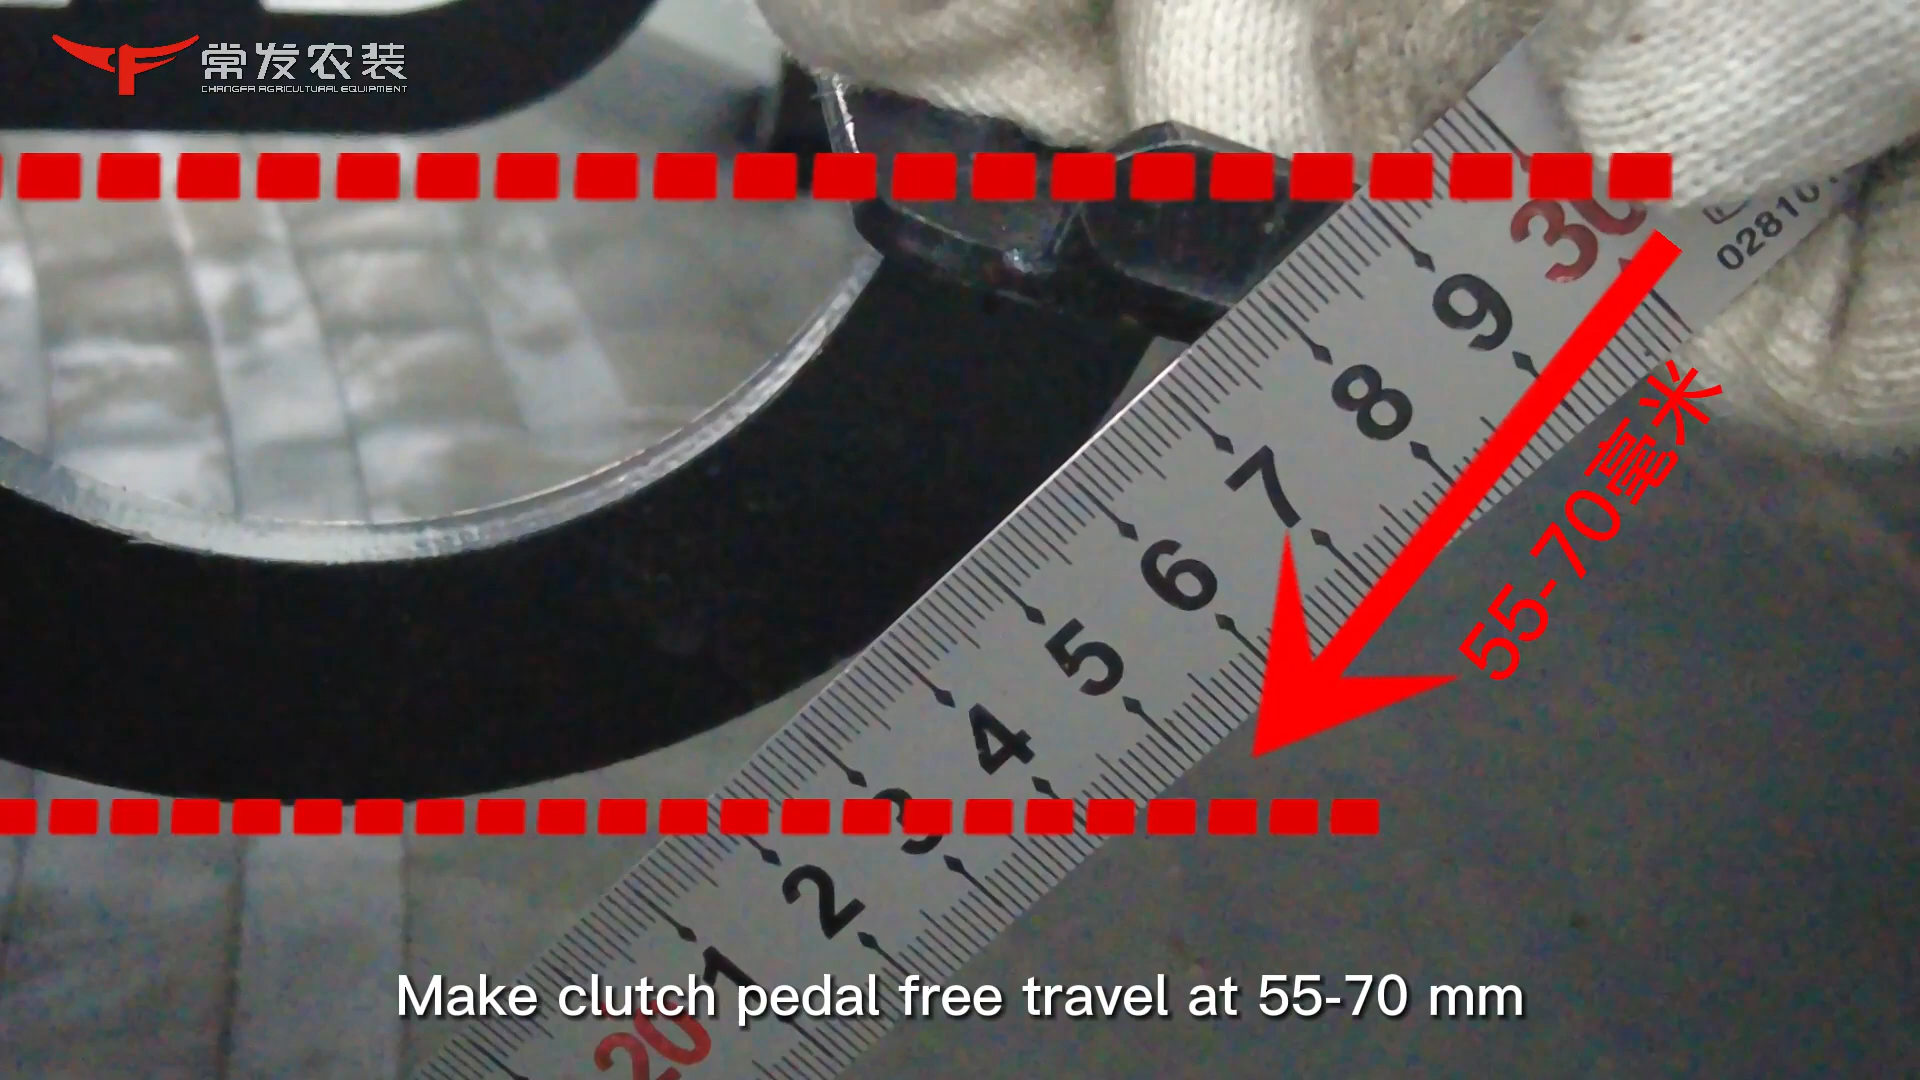 常发农装
CHANGFA AGRICULTURAL EQUIPMENT
30
9
8
7
6
5
4
3
2
1
20
55-70毫米
Make clutch pedal free travel at 55-70 mm